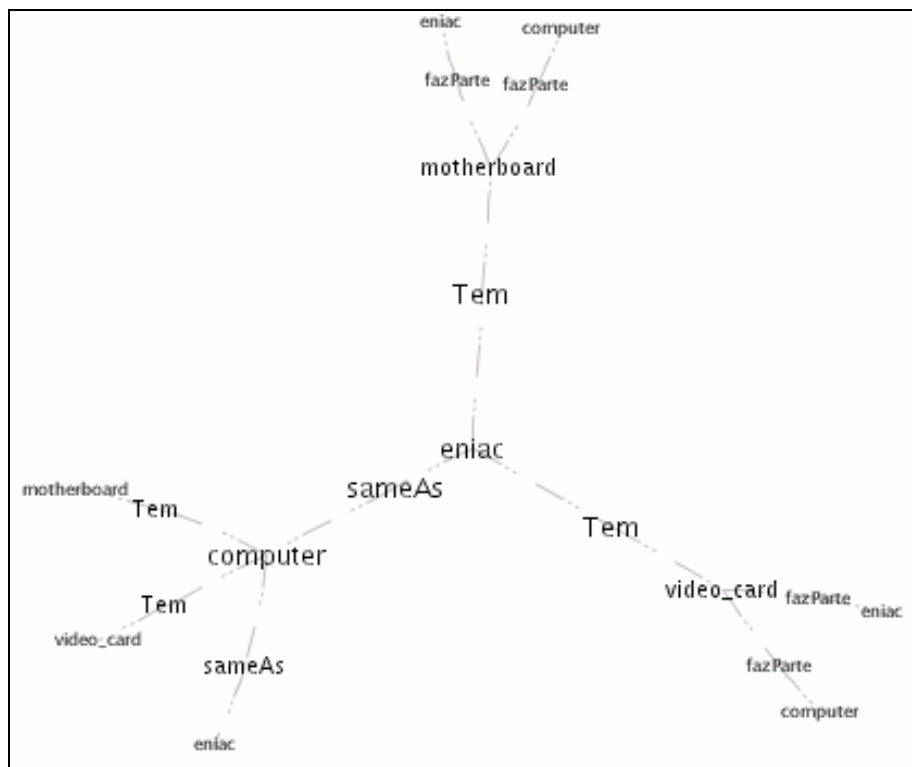 eniac
computer
fazParte
fazParte
motherboard
Tem
eniac
sameAs
motherboard
Tem
Tem
computer
video_card
fazParte
Tem
eniac
video_card
sameAs
fazParte
computer
eniac